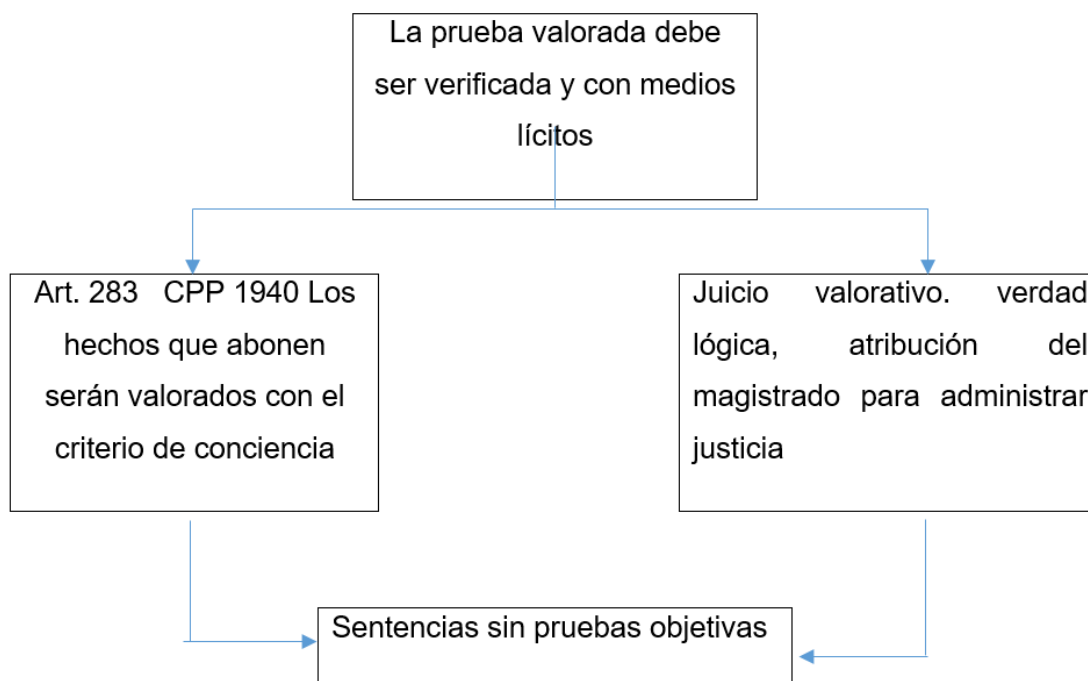 La prueba valorada debe
ser verificada y con medios
lícitos
Art. 283 CPP 1940 Los
hechos que abonen
serán valorados con el
criterio de conciencia
Juicio valorativo. verdad
lógica, atribución del
magistrado para administrar
justicia
Sentencias sin pruebas objetivas